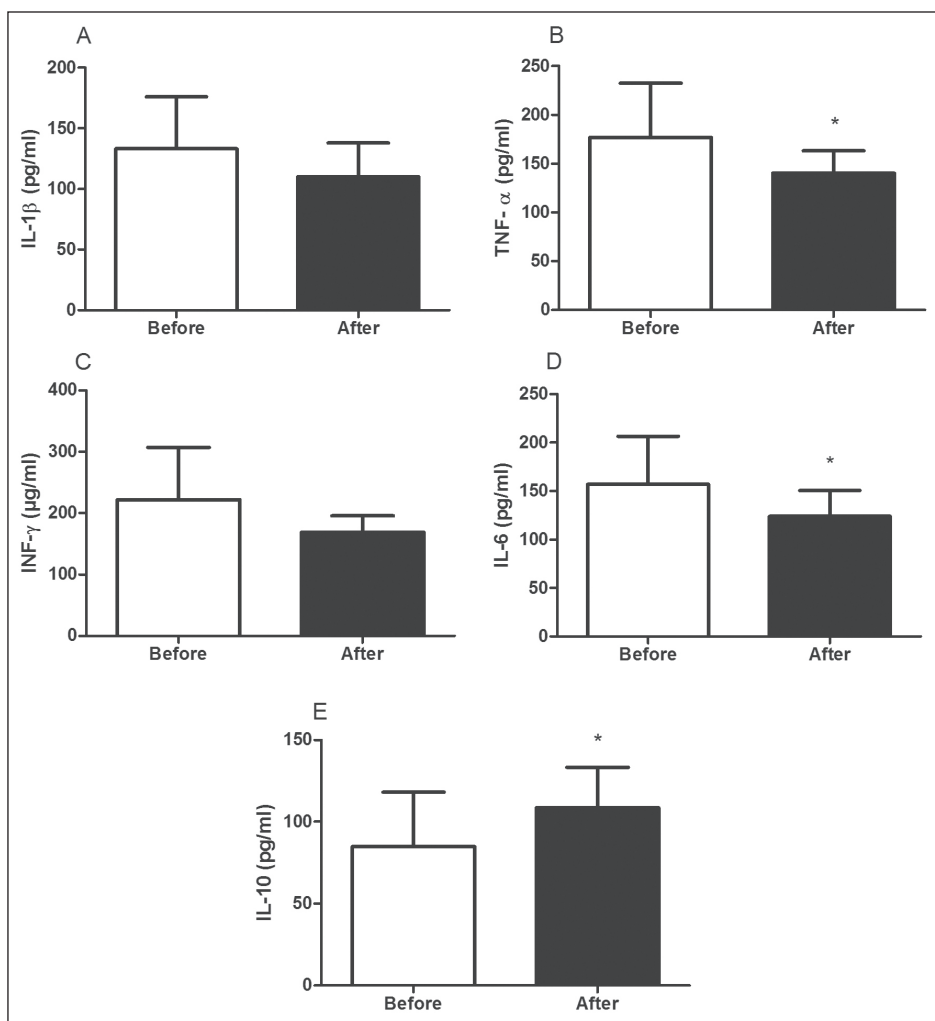 A
IL-1β (pg/ml)
200
150
100
50
0
Before After
B
TNF- α (pg/ml)
250
200
150
100
50
0
*
Before After
C
INF-γ (µg/ml)
400
300
200
100
0
Before After
D
IL-6 (pg/ml)
250
200
150
100
50
0
*
Before After
E
IL-10 (pg/ml)
150
100
50
0
*
Before After